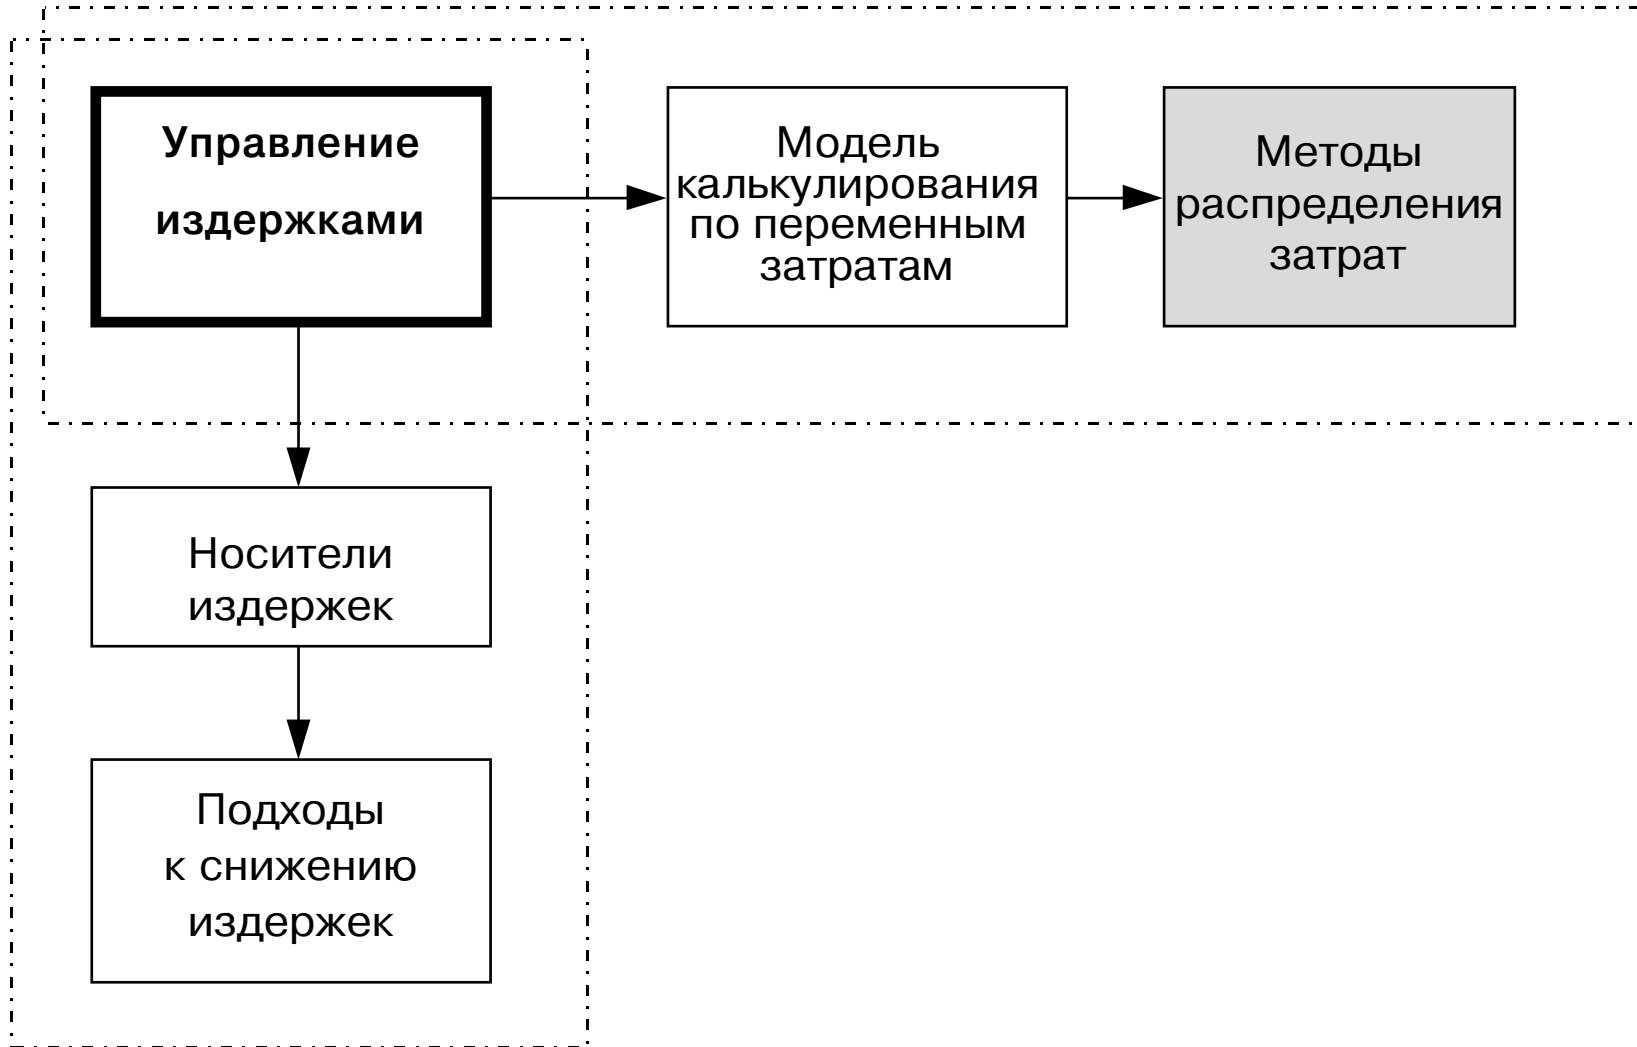 Управление
издержками
Модель
калькулирования
по переменным
затратам
Методы
распределения
затрат
Носители
издержек
Подходы
к снижению
издержек